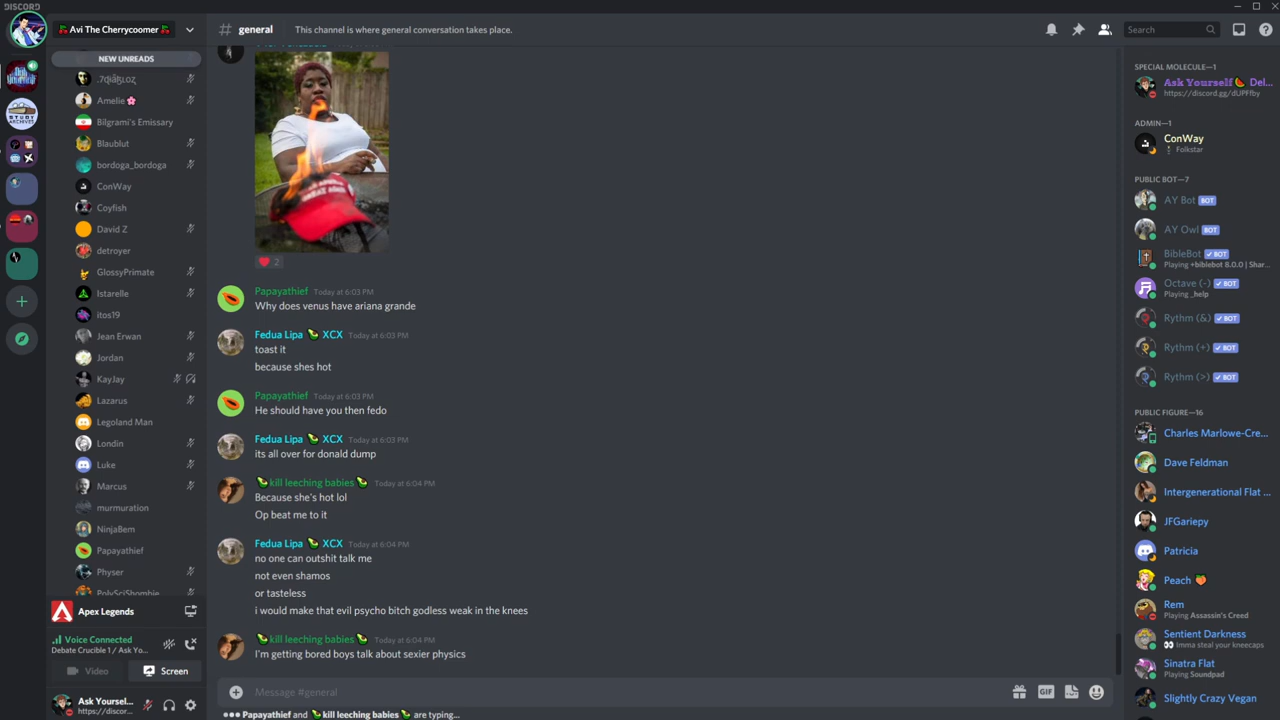 DISCORD
🍒 Avi The Cherrycoomer 🍒
NEW UNREADS
Amelie🌸
Bilgrami's Emissary
Blaublut
bordoga_bordoga
ConWay
Coyfish
David Z
detroyer
GlossyPrimate
Istarelle
itos19
Jean Erwan
Jordan
KayJay
Lazarus
Legoland Man
Londin
Luke
Marcus
murmuration
NinjaBem
Papayathief
Physer
PolySciShombie
Apex Legends
Voice Connected
Debate Crucible 1 / Ask Yo...
Video
Screen
Ask Yoursel...
https://discor...
# general
This channel is where general conversation takes place.
Search
2
Papayathief Today at 6:03 PM
Why does venus have ariana grande
Fedua Lipa 🍾 XCX Today at 6:03 PM
toast it
because shes hot
Papayathief Today at 6:03 PM
He should have you then fedo
Fedua Lipa 🍾 XCX Today at 6:03 PM
its all over for donald dump
🍾kill leeching babies🍾 Today at 6:04 PM
Because she's hot lol
Op beat me to it
Fedua Lipa 🍾 XCX Today at 6:04 PM
no one can outshit talk me
not even shamos
or tasteless
i would make that evil psycho bitch godless weak in the knees
🍾kill leeching babies🍾 Today at 6:04 PM
I'm getting bored boys talk about sexier physics
Message #general
GIF
Papayathief and 🍾kill leeching babies🍾 are typing...
SPECIAL MOLECULE—1
Ask Yourself🍉 Del...
https://discord.gg/dUPFfby
ADMIN—1
ConWay
Folkstar
PUBLIC BOT—7
AY Bot BOT
AY Owl BOT
BibleBot ✔ BOT
Playing +biblebot 8.0.0 | Shar...
Octave (-) ✔ BOT
Playing _help
Rythm (&) ✔ BOT
Rythm (+) ✔ BOT
Rythm (>) ✔ BOT
PUBLIC FIGURE—16
Charles Marlowe-Cre...
Dave Feldman
Intergenerational Flat ...
JFGariepy
Patricia
Peach 🍑
Rem
Playing Assassin's Creed
Sentient Darkness
👀 Imma steal your kneecaps
Sinatra Flat
Playing Soundpad
Slightly Crazy Vegan